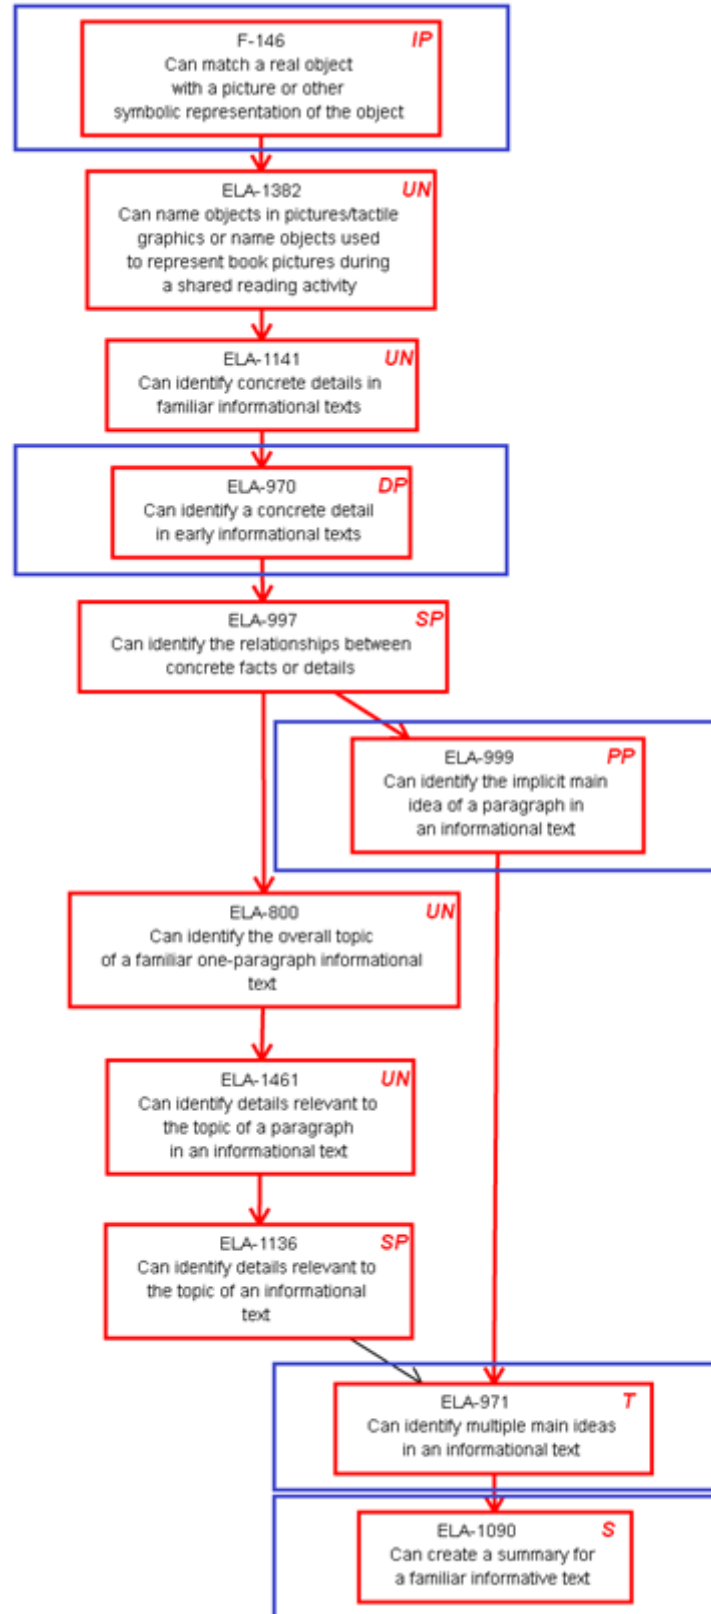 F-146 IP
Can match a real object
with a picture or other
symbolic representation of the object
ELA-1382 UN
Can name objects in pictures/tactile
graphics or name objects used
to represent book pictures during
a shared reading activity
ELA-1141 UN
Can identify concrete details in
familiar informational texts
ELA-970 DP
Can identify a concrete detail
in early informational texts
ELA-997 SP
Can identify the relationships between
concrete facts or details
ELA-999 PP
Can identify the implicit main
idea of a paragraph in
an informational text
ELA-800 UN
Can identify the overall topic
of a familiar one-paragraph informational
text
ELA-1461 UN
Can identify details relevant to
the topic of a paragraph
in an informational text
ELA-1136 SP
Can identify details relevant to
the topic of an informational
text
ELA-971 T
Can identify multiple main ideas
in an informational text
ELA-1090 S
Can create a summary for
a familiar informative text